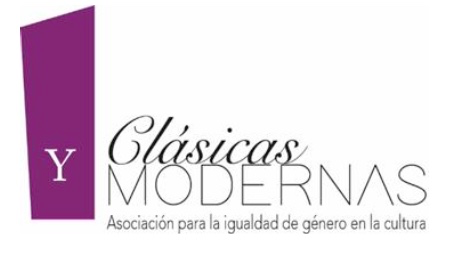 Clásicas
Y MODERNAS
Asociación para la igualdad de género en la cultura